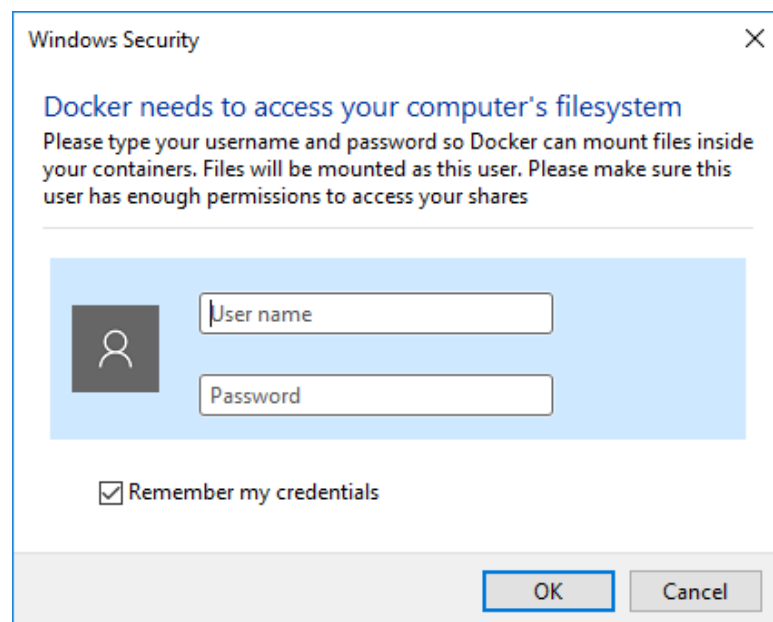 Windows Security
Docker needs to access your computer's filesystem
Please type your username and password so Docker can mount files inside
your containers. Files will be mounted as this user. Please make sure this
user has enough permissions to access your shares
User name
Password
Remember my credentials
OK Cancel